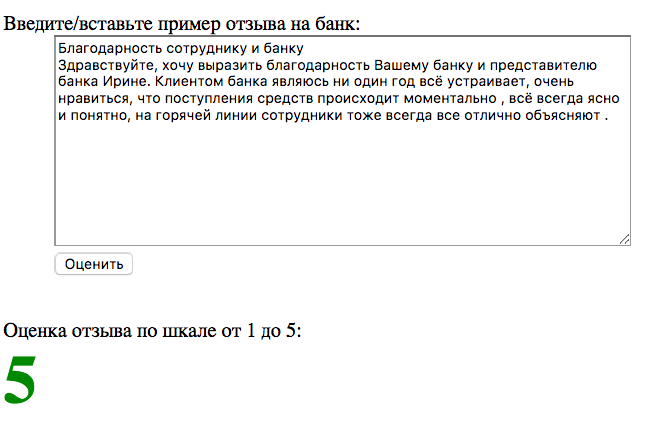 Введите/вставьте пример отзыва на банк:
Благодарность сотруднику и банку
Здравствуйте, хочу выразить благодарность Вашему банку и представителю
банка Ирине. Клиентом банка являюсь ни один год всё устраивает, очень
нравиться, что поступления средств происходит моментально , всё всегда ясно
и понятно, на горячей линии сотрудники тоже всегда все отлично объясняют .
Оценить
Оценка отзыва по шкале от 1 до 5:
5